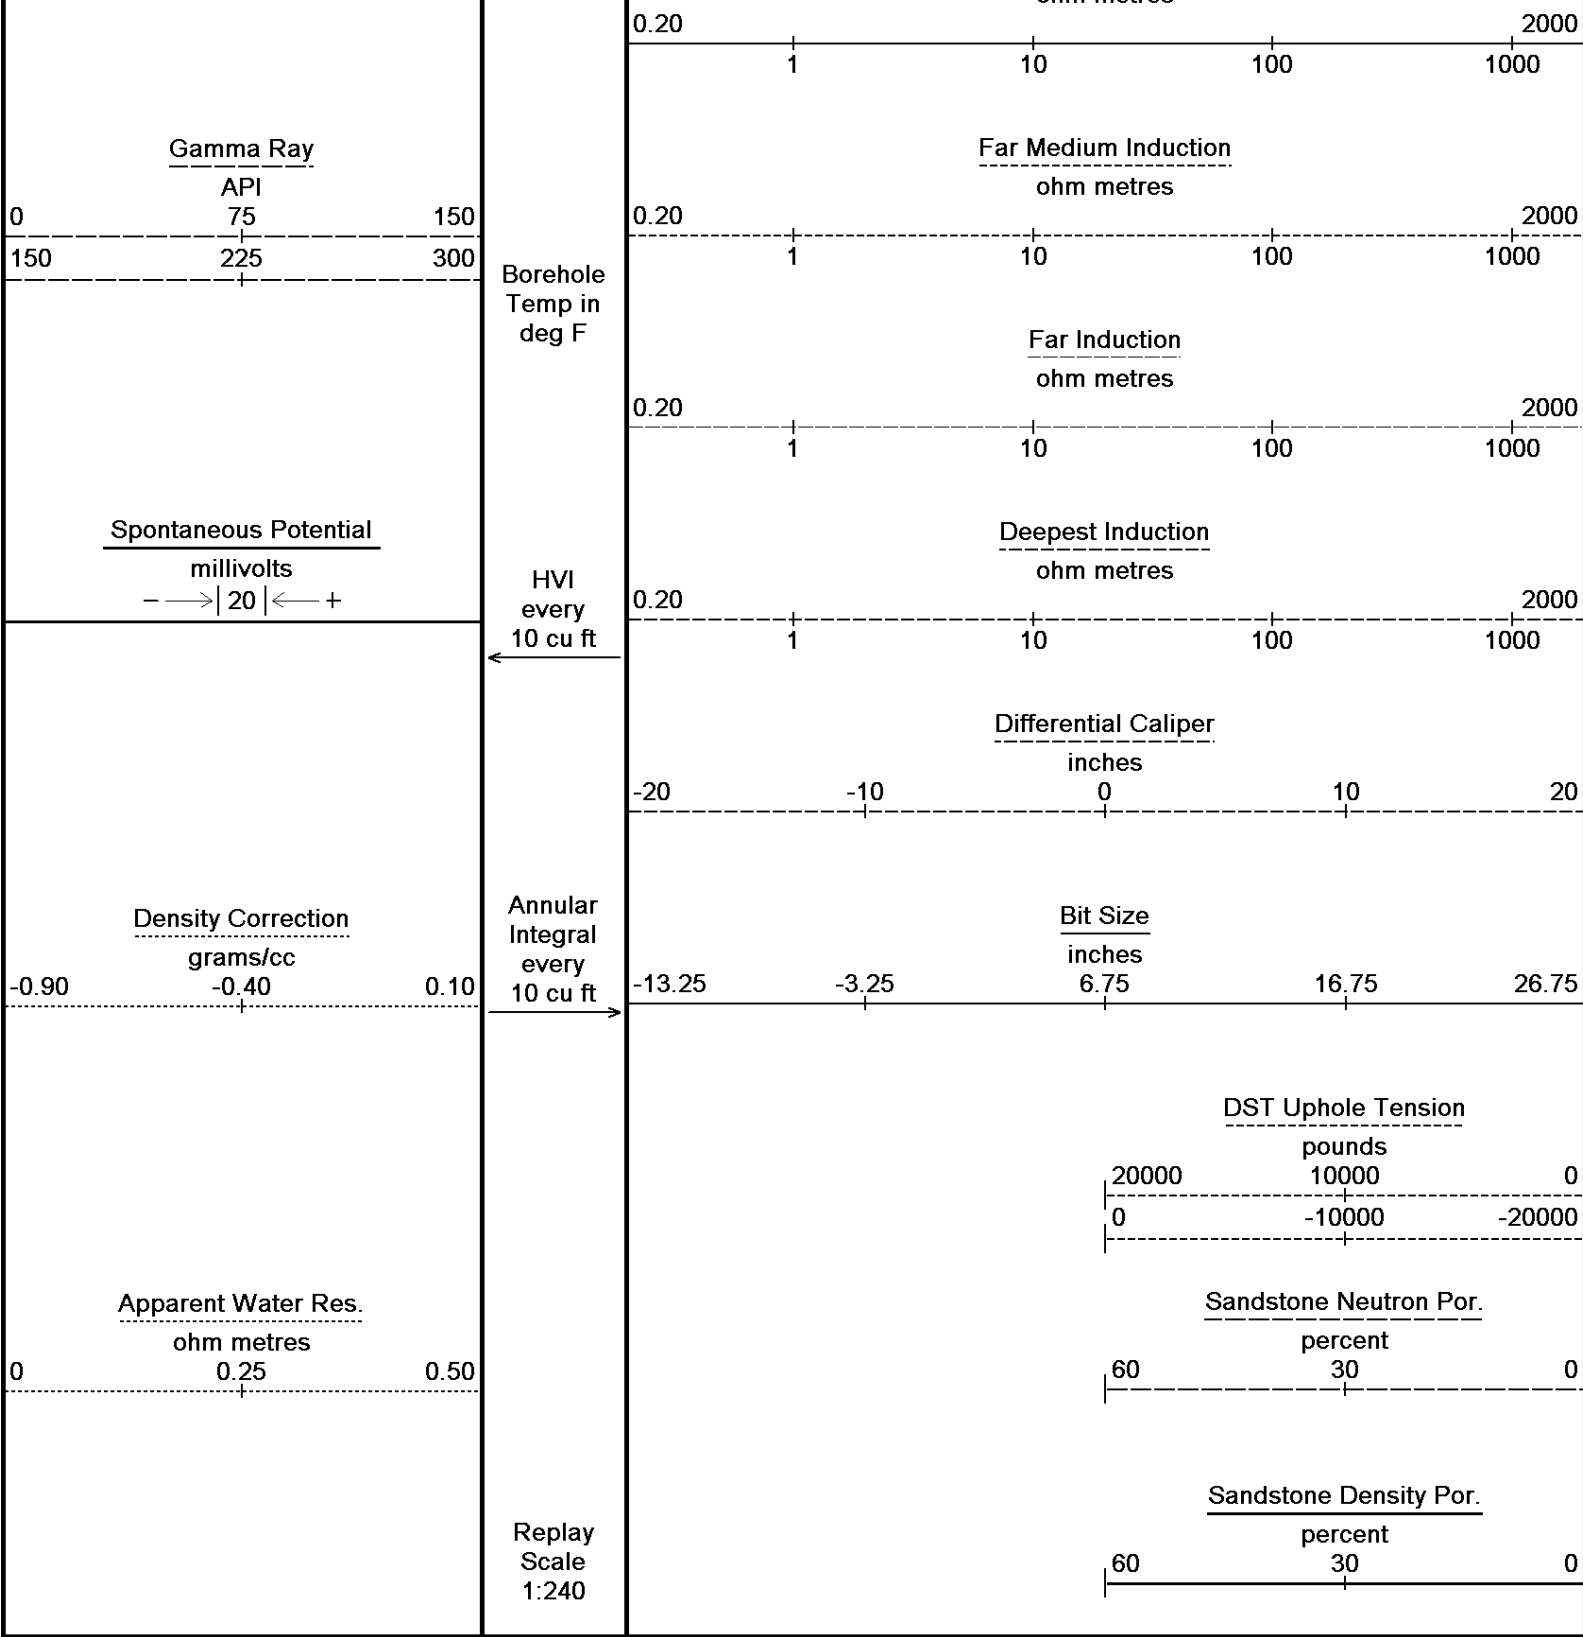 0.20 2000
1 10 100 1000
Gamma Ray
API
0 75 150
150 225 300
Spontaneous Potential
millivolts
− 20 +
Density Correction
grams/cc
-0.90 -0.40 0.10
Apparent Water Res.
ohm metres
0 0.25 0.50
Borehole
Temp in
deg F
HVI
every
10 cu ft
Annular
Integral
every
10 cu ft
Replay
Scale
1:240
Far Medium Induction
ohm metres
0.20 2000
1 10 100 1000
Far Induction
ohm metres
0.20 2000
1 10 100 1000
Deepest Induction
ohm metres
0.20 2000
1 10 100 1000
Differential Caliper
inches
-20 -10 0 10 20
Bit Size
inches
-13.25 -3.25 6.75 16.75 26.75
DST Uphole Tension
pounds
20000 10000 0
0 -10000 -20000
Sandstone Neutron Por.
percent
60 30 0
Sandstone Density Por.
percent
60 30 0